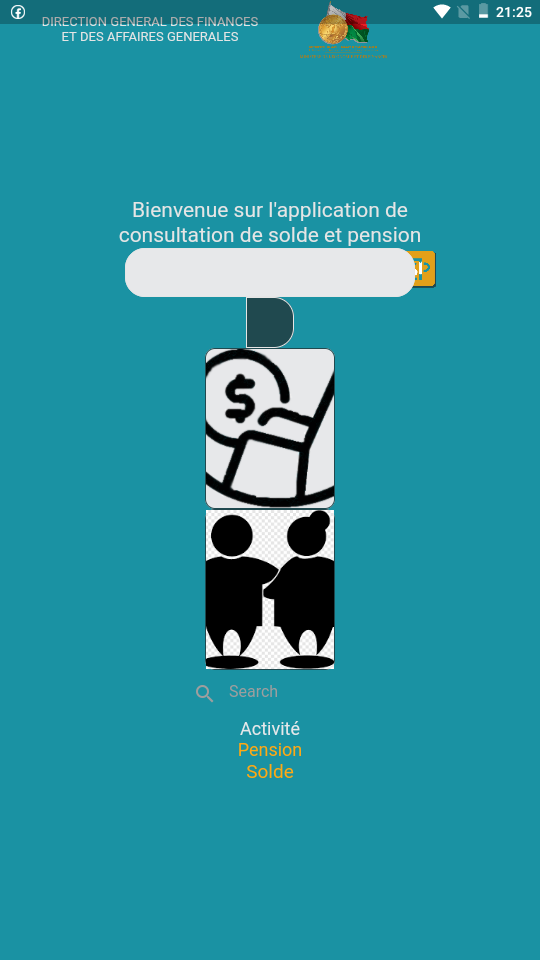 21:25
DIRECTION GENERAL DES FINANCES
ET DES AFFAIRES GENERALES
Bienvenue sur l'application de
consultation de solde et pension
$
Search
Activité
Pension
Solde